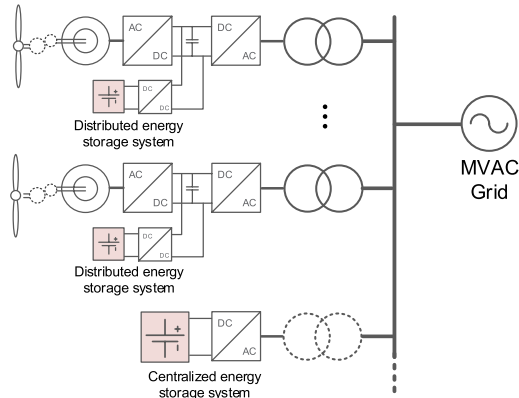 AC
DC
DC
AC
DC
DC
Distributed energy
storage system
MVAC
Grid
AC
DC
DC
AC
DC
DC
Distributed energy
storage system
DC
AC
Centralized energy
storage system